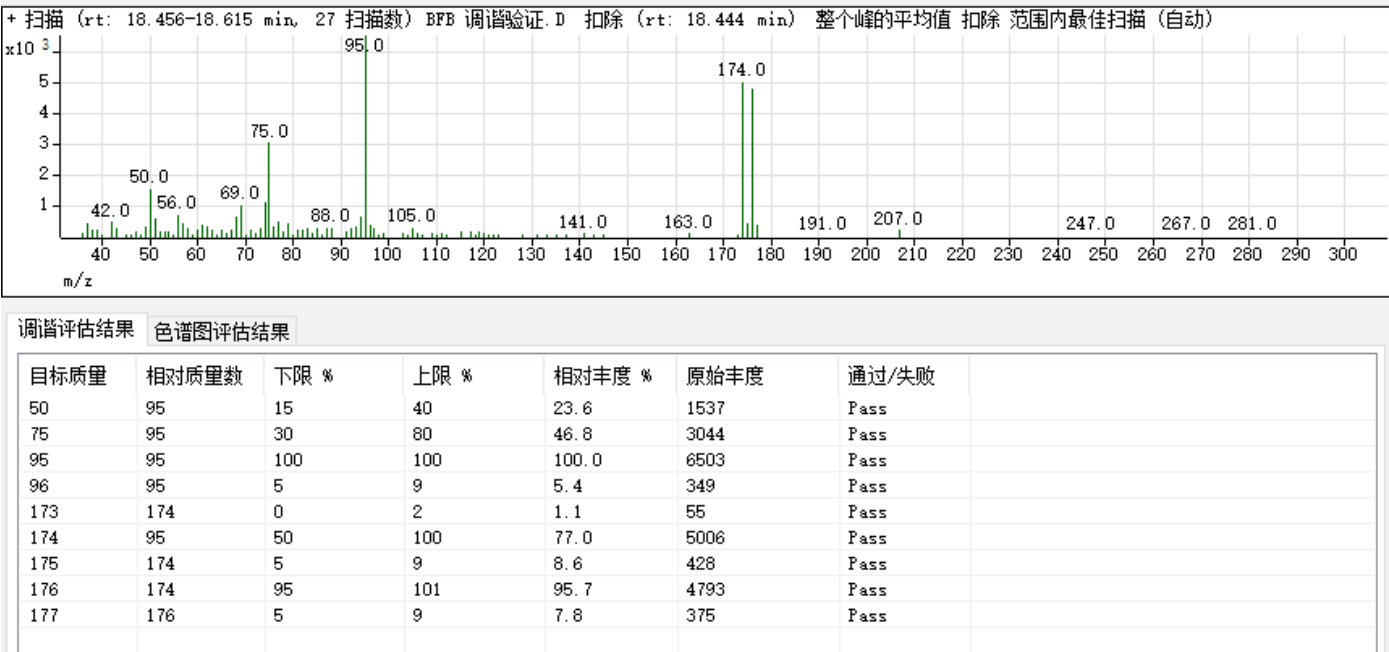 + 扫描 (rt: 18.456-18.615 min, 27 扫描数) BFB 调谐验证.D 扣除 (rt: 18.444 min) 整个峰的平均值 扣除 范围内最佳扫描 (自动)
x10 3
95.0
174.0
5
4
75.0
3
2
50.0
69.0
56.0
1
42.0
88.0
105.0
141.0
163.0
191.0
207.0
247.0
267.0
281.0
40 50 60 70 80 90 100 110 120 130 140 150 160 170 180 190 200 210 220 230 240 250 260 270 280 290 300
m/z
调谐评估结果 色谱图评估结果
目标质量 相对质量数 下限 % 上限 % 相对丰度 % 原始丰度 通过/失败
50 95 15 40 23.6 1537 Pass
75 95 30 80 46.8 3044 Pass
95 95 100 100 100.0 6503 Pass
96 95 5 9 5.4 349 Pass
173 174 0 2 1.1 55 Pass
174 95 50 100 77.0 5006 Pass
175 174 5 9 8.6 428 Pass
176 174 95 101 95.7 4793 Pass
177 176 5 9 7.8 375 Pass